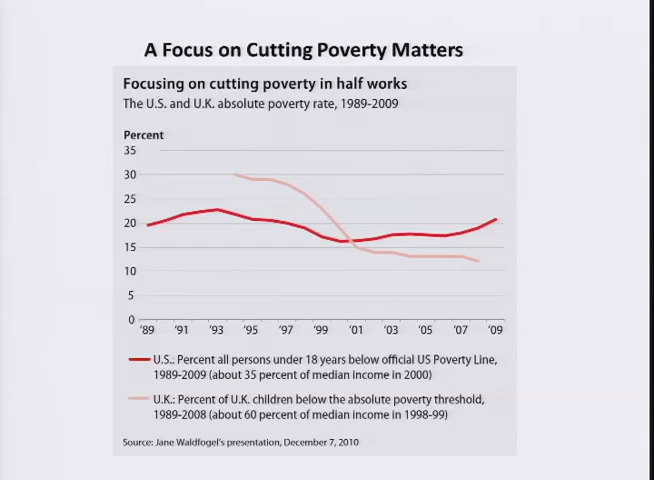 A Focus on Cutting Poverty Matters
Focusing on cutting poverty in half works
The U.S. and U.K. absolute poverty rate, 1989-2009
Percent
35
30
25
20
15
10
5
0
'89 '91 '93 '95 '97 '99 '01 '03 '05 '07 '09
U.S.: Percent all persons under 18 years below official US Poverty Line,
1989-2009 (about 35 percent of median income in 2000)
U.K.: Percent of U.K. children below the absolute poverty threshold,
1989-2008 (about 60 percent of median income in 1998-99)
Source: Jane Waldfogel's presentation, December 7, 2010